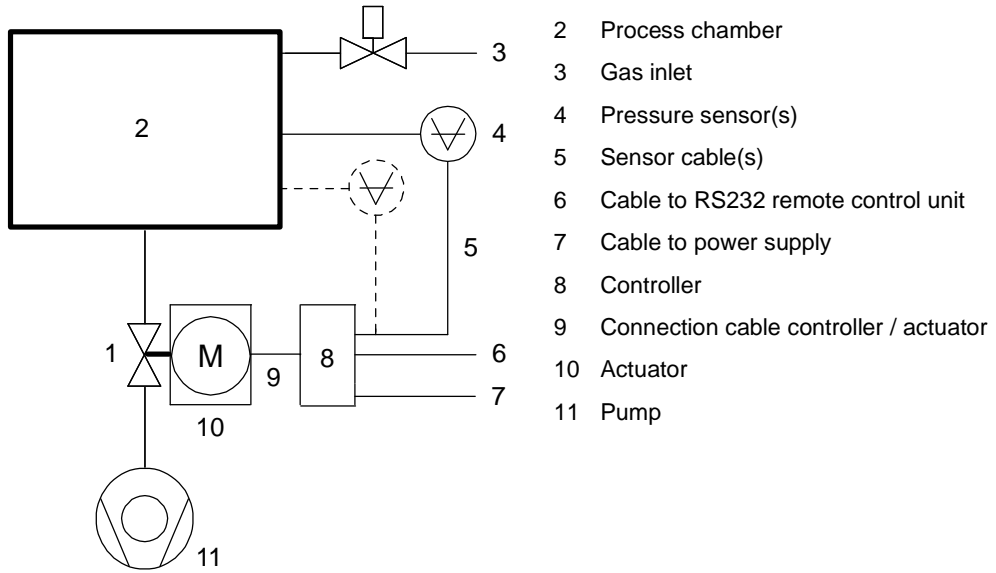 2 Process chamber
3 Gas inlet
4 Pressure sensor(s)
5 Sensor cable(s)
6 Cable to RS232 remote control unit
7 Cable to power supply
8 Controller
9 Connection cable controller / actuator
10 Actuator
11 Pump
3
2
4
5
1
M
8
6
9
7
10
11